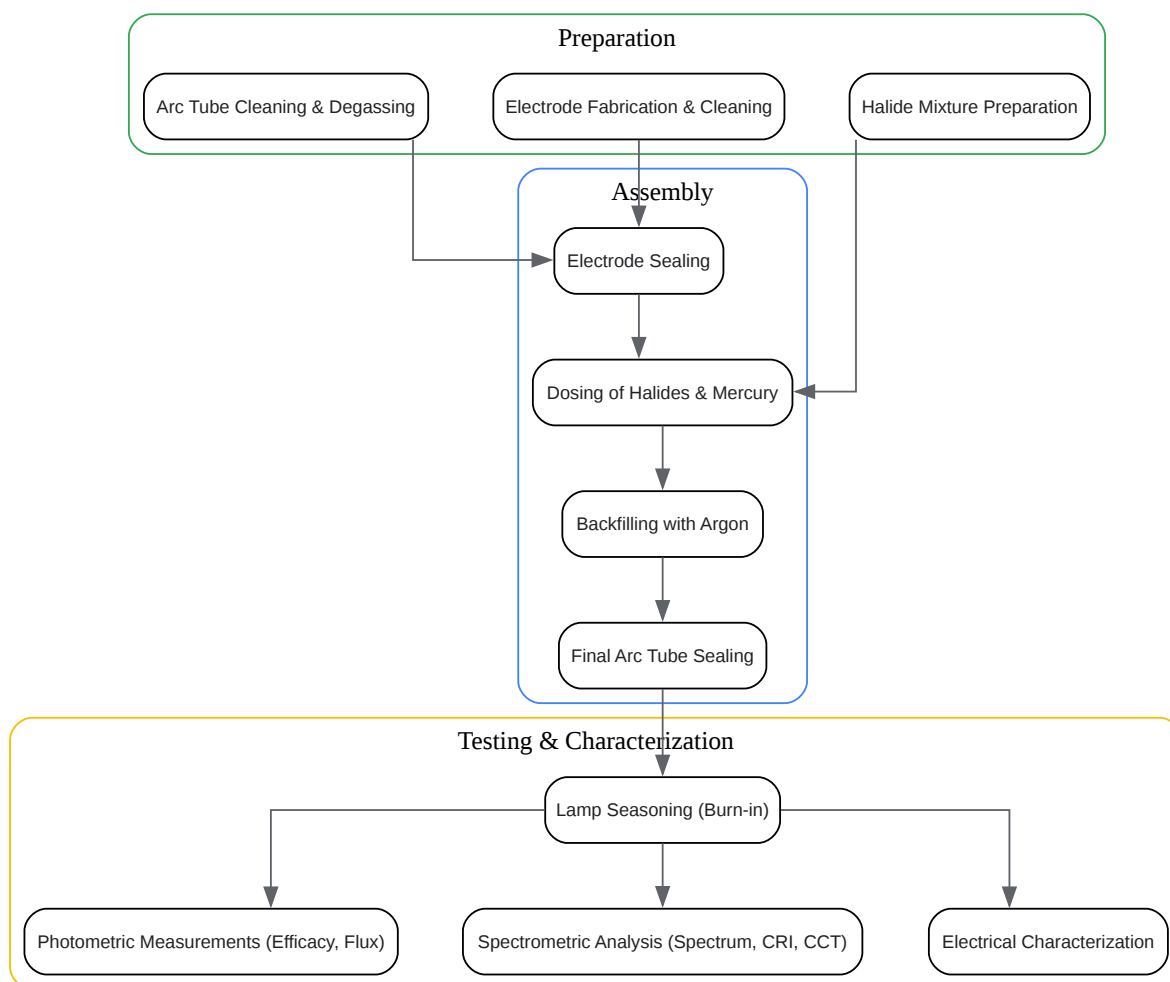 Preparation
Arc Tube Cleaning & Degassing
Electrode Fabrication & Cleaning
Halide Mixture Preparation
Assembly
Electrode Sealing
Dosing of Halides & Mercury
Backfilling with Argon
Final Arc Tube Sealing
Testing & Characterization
Lamp Seasoning (Burn-in)
Photometric Measurements (Efficacy, Flux)
Spectrometric Analysis (Spectrum, CRI, CCT)
Electrical Characterization